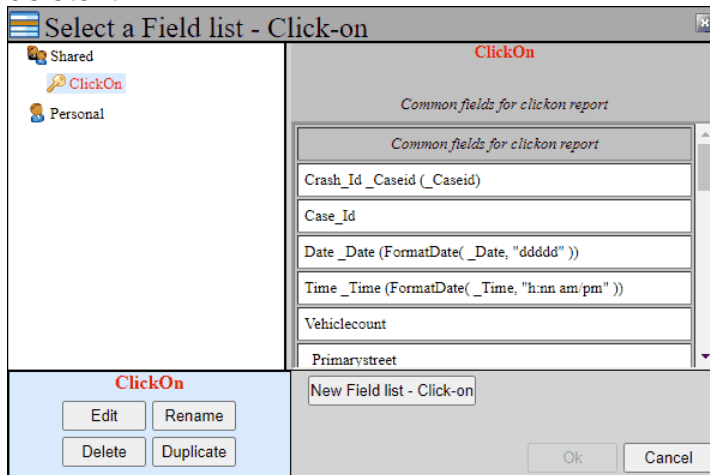 Select a Field list - Click-on
Shared
ClickOn
Personal
ClickOn
Common fields for clickon report
Common fields for clickon report
Crash_Id _Caseid (_Caseid)
Case_Id
Date _Date (FormatDate( _Date, "ddddd" ))
Time _Time (FormatDate( _Time, "h:nn am/pm" ))
Vehiclecount
Primarystreet
ClickOn
Edit Rename
Delete Duplicate
New Field list - Click-on
Ok Cancel